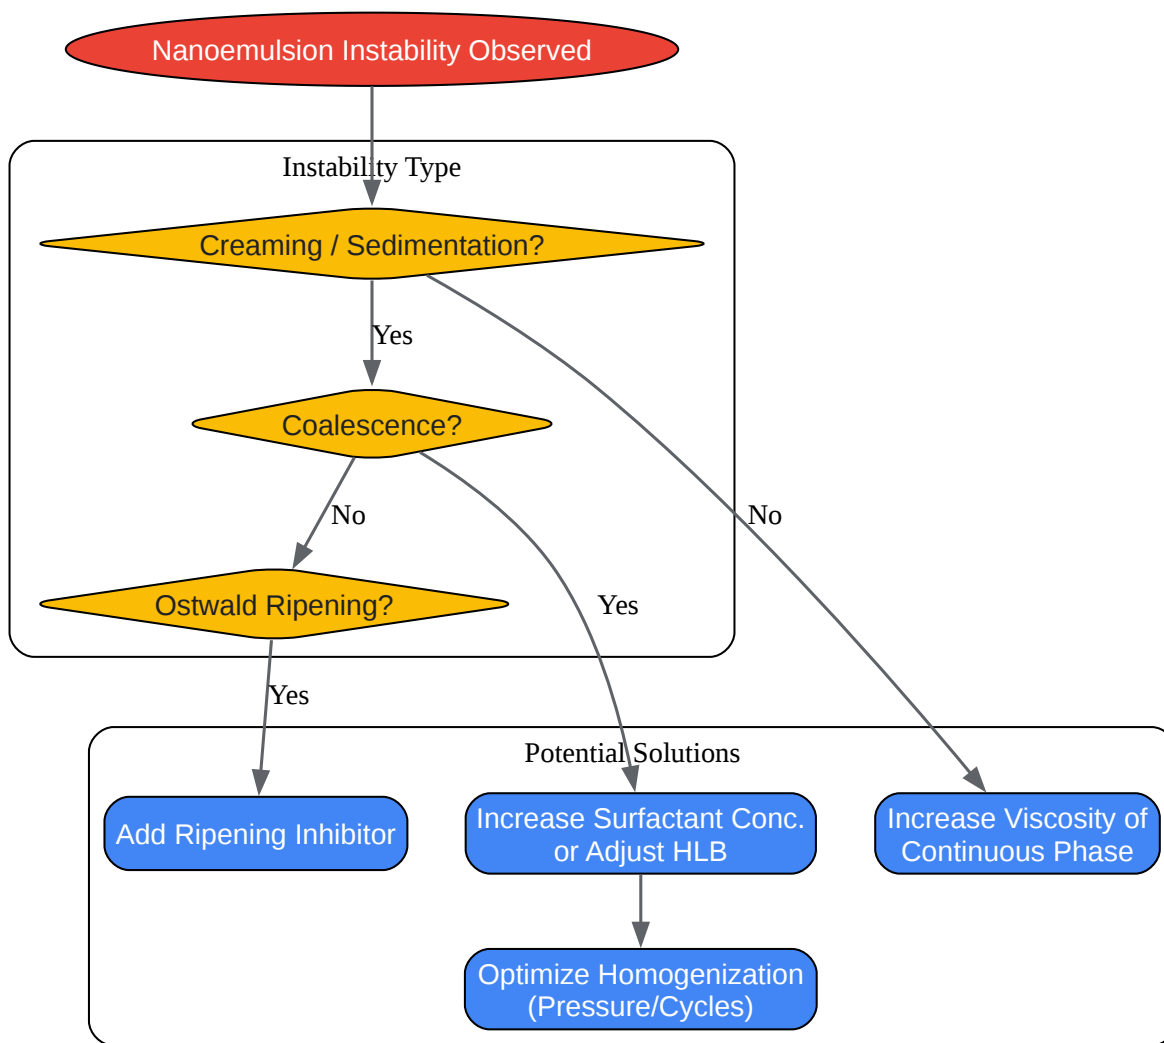 Nanoemulsion Instability Observed
Instability Type
Creaming / Sedimentation?
Yes
Coalescence?
No
No
Ostwald Ripening?
Yes
Yes
Potential Solutions
Add Ripening Inhibitor
Increase Surfactant Conc.
or Adjust HLB
Increase Viscosity of
Continuous Phase
Optimize Homogenization
(Pressure/Cycles)